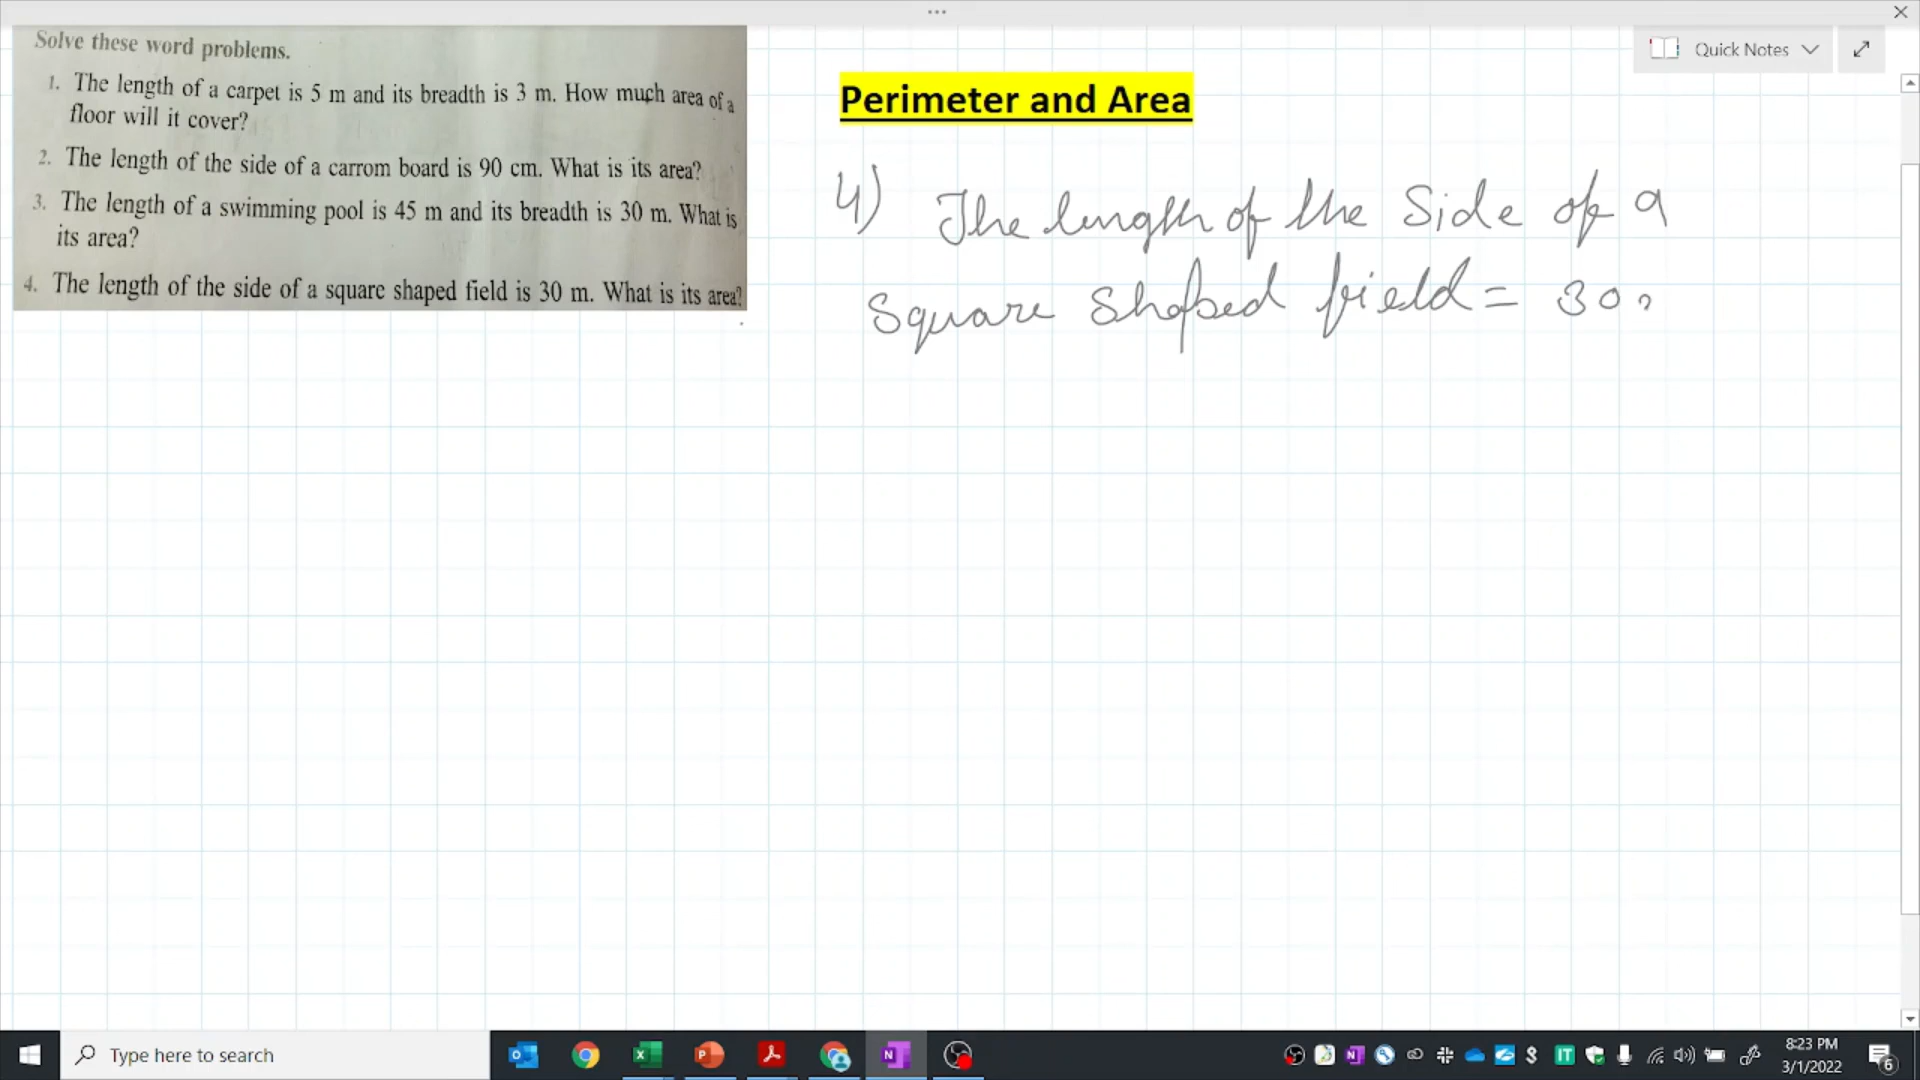 Quick Notes
Solve these word problems.
1. The length of a carpet is 5 m and its breadth is 3 m. How much area of a
floor will it cover?
2. The length of the side of a carrom board is 90 cm. What is its area?
3. The length of a swimming pool is 45 m and its breadth is 30 m. What is
its area?
4. The length of the side of a square shaped field is 30 m. What is its area?
Perimeter and Area
4) The length of the Side of a
Square Shaped field = 30
Type here to search
8:23 PM
3/1/2022
6